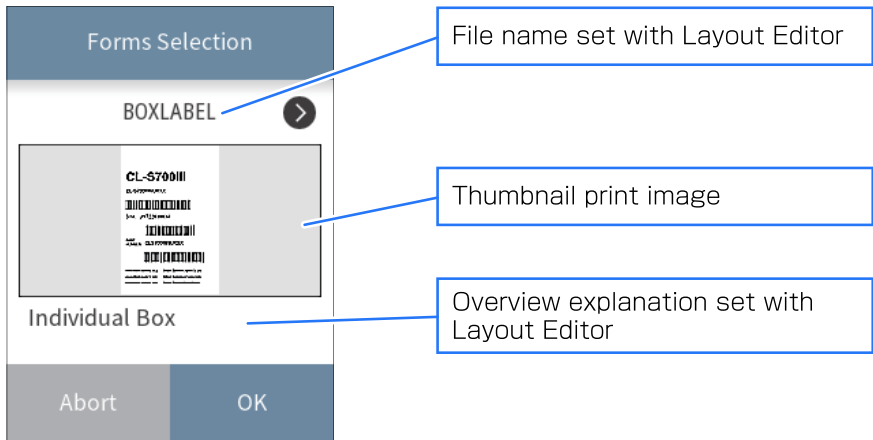 Forms Selection
BOXLABEL
CL-S700III
Individual Box
Abort
OK
File name set with Layout Editor
Thumbnail print image
Overview explanation set with
Layout Editor